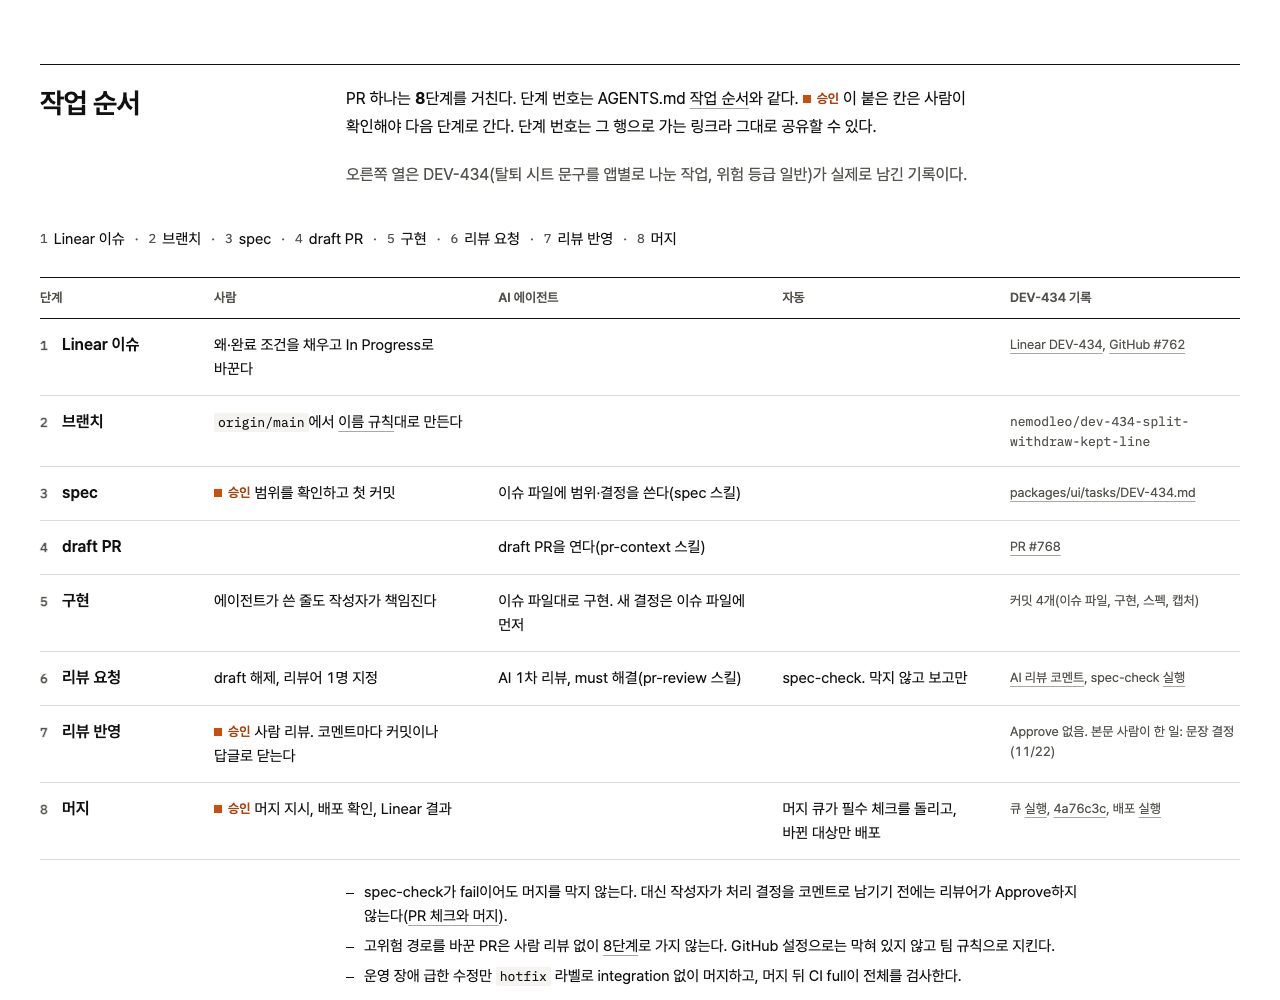 작업 순서
PR 하나는 8단계를 거친다. 단계 번호는 AGENTS.md 작업 순서와 같다. ■ 승인 이 붙은 칸은 사람이
확인해야 다음 단계로 간다. 단계 번호는 그 행으로 가는 링크라 그대로 공유할 수 있다.
오른쪽 열은 DEV-434(탈퇴 시트 문구를 앱별로 나눈 작업, 위험 등급 일반)가 실제로 남긴 기록이다.
1 Linear 이슈 · 2 브랜치 · 3 spec · 4 draft PR · 5 구현 · 6 리뷰 요청 · 7 리뷰 반영 · 8 머지
단계 사람 AI 에이전트 자동 DEV-434 기록
1 Linear 이슈 왜·완료 조건을 채우고 In Progress로 Linear DEV-434, GitHub #762
바꾼다
2 브랜치 origin/main에서 이름 규칙대로 만든다 nemodleo/dev-434-split-
withdraw-kept-line
3 spec ■ 승인 범위를 확인하고 첫 커밋 이슈 파일에 범위·결정을 쓴다(spec 스킬) packages/ui/tasks/DEV-434.md
4 draft PR draft PR을 연다(pr-context 스킬) PR #768
5 구현 에이전트가 쓴 줄도 작성자가 책임진다 이슈 파일대로 구현. 새 결정은 이슈 파일에 커밋 4개(이슈 파일, 구현, 스펙, 캡처)
먼저
6 리뷰 요청 draft 해제, 리뷰어 1명 지정 AI 1차 리뷰, must 해결(pr-review 스킬) spec-check. 막지 않고 보고만 AI 리뷰 코멘트, spec-check 실행
7 리뷰 반영 ■ 승인 사람 리뷰. 코멘트마다 커밋이나 Approve 없음. 본문 사람이 한 일: 문장 결정
답글로 닫는다 (11/22)
8 머지 ■ 승인 머지 지시, 배포 확인, Linear 결과 머지 큐가 필수 체크를 돌리고, 큐 실행, 4a76c3c, 배포 실행
바뀐 대상만 배포
– spec-check가 fail이어도 머지를 막지 않는다. 대신 작성자가 처리 결정을 코멘트로 남기기 전에는 리뷰어가 Approve하지
않는다(PR 체크와 머지).
– 고위험 경로를 바꾼 PR은 사람 리뷰 없이 8단계로 가지 않는다. GitHub 설정으로는 막혀 있지 않고 팀 규칙으로 지킨다.
– 운영 장애 급한 수정만 hotfix 라벨로 integration 없이 머지하고, 머지 뒤 CI full이 전체를 검사한다.